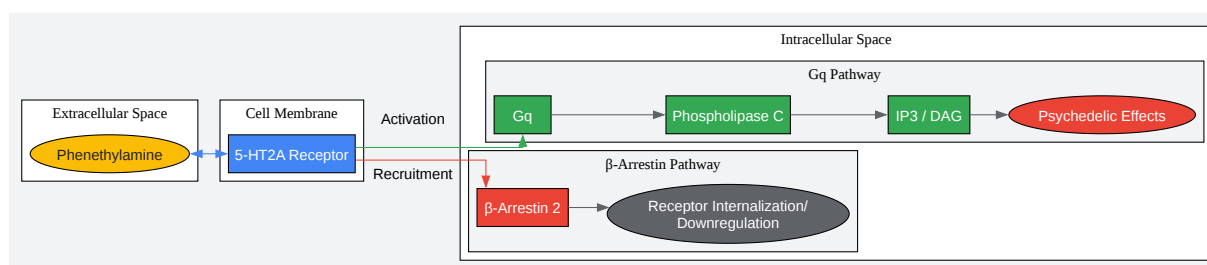 Intracellular Space
Gq Pathway
Extracellular Space
Cell Membrane
Activation
Gq
Phospholipase C
IP3 / DAG
Psychedelic Effects
Phenethylamine
5-HT2A Receptor
Recruitment
β-Arrestin Pathway
β-Arrestin 2
Receptor Internalization/
Downregulation